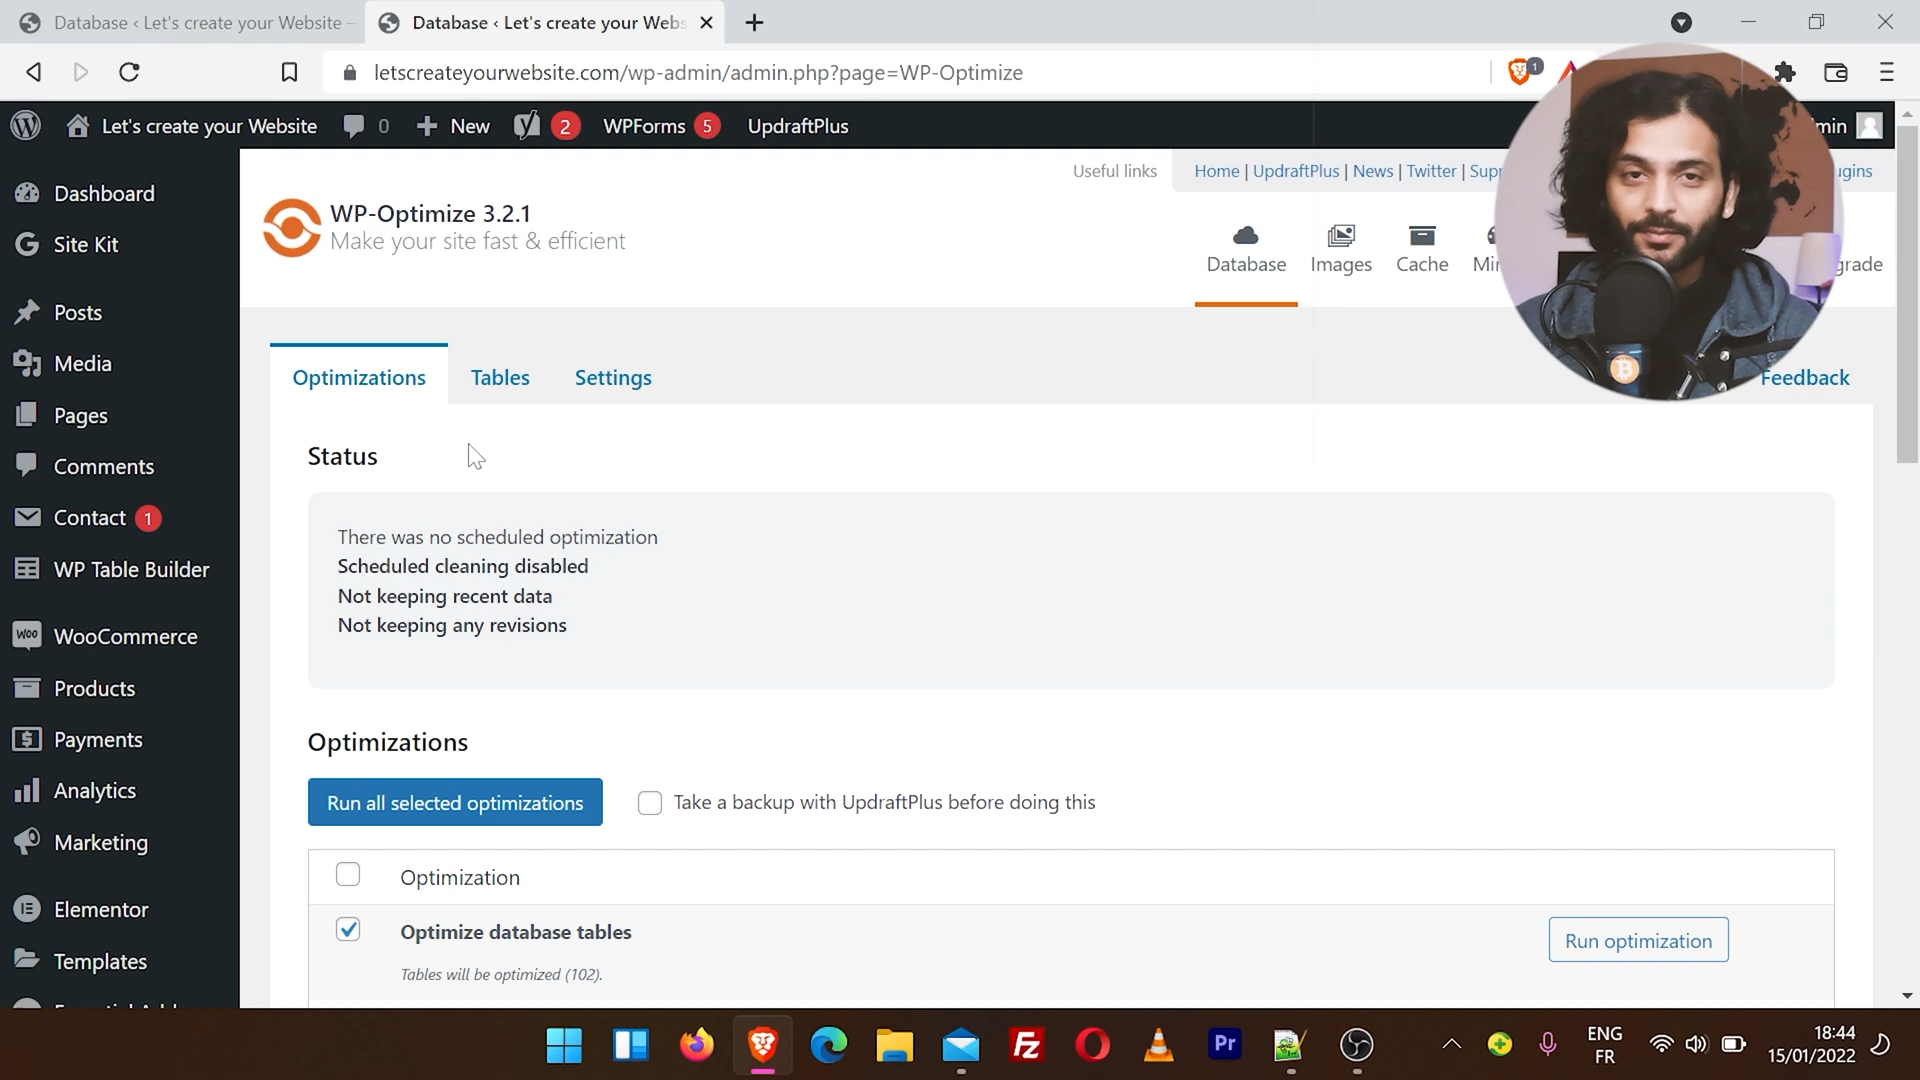 Database ‹ Let's create your Website –
Database ‹ Let's create your Webs
letscreateyourwebsite.com/wp-admin/admin.php?page=WP-Optimize
1
Let's create your Website
0
New
2
WPForms
5
UpdraftPlus
Dashboard
Site Kit
Posts
Media
Pages
Comments
Contact
1
WP Table Builder
Woo
WooCommerce
Products
Payments
Analytics
Marketing
Elementor
Templates
Useful links
Home | UpdraftPlus | News | Twitter |
WP-Optimize 3.2.1
Make your site fast & efficient
Database
Images
Cache
Optimizations
Tables
Settings
Feedback
Status
There was no scheduled optimization
Scheduled cleaning disabled
Not keeping recent data
Not keeping any revisions
Optimizations
Run all selected optimizations
Take a backup with UpdraftPlus before doing this
Optimization
Optimize database tables
Tables will be optimized (102).
Run optimization
Fz
Pr
ENG
FR
18:44
15/01/2022